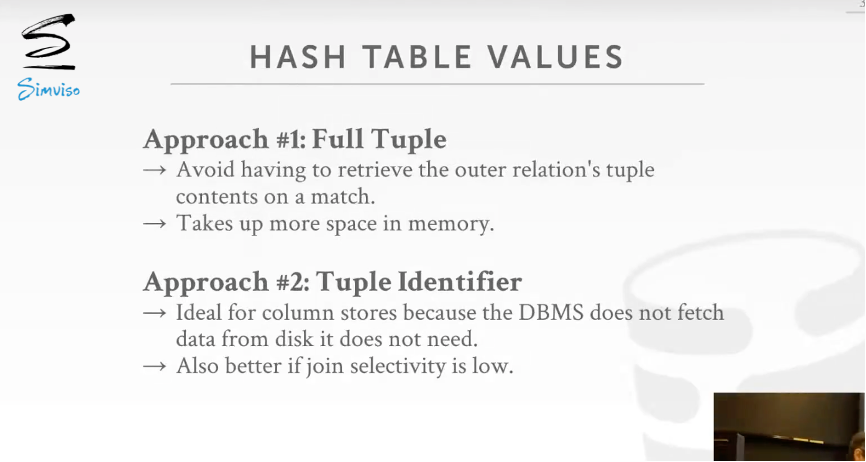 Simviso
HASH TABLE VALUES
Approach #1: Full Tuple
→ Avoid having to retrieve the outer relation's tuple
contents on a match.
→ Takes up more space in memory.
Approach #2: Tuple Identifier
→ Ideal for column stores because the DBMS does not fetch
data from disk it does not need.
→ Also better if join selectivity is low.